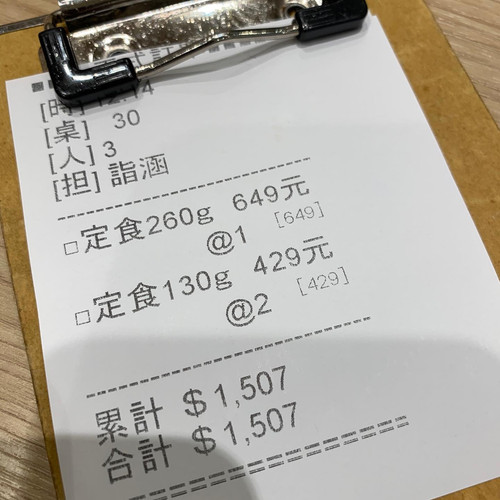 [時] 12:14
[桌] 30
[人] 3
[担] 詣涵
□定食260g 649元
@1 [649]
□定食130g 429元
@2 [429]
累計 $1,507
合計 $1,507